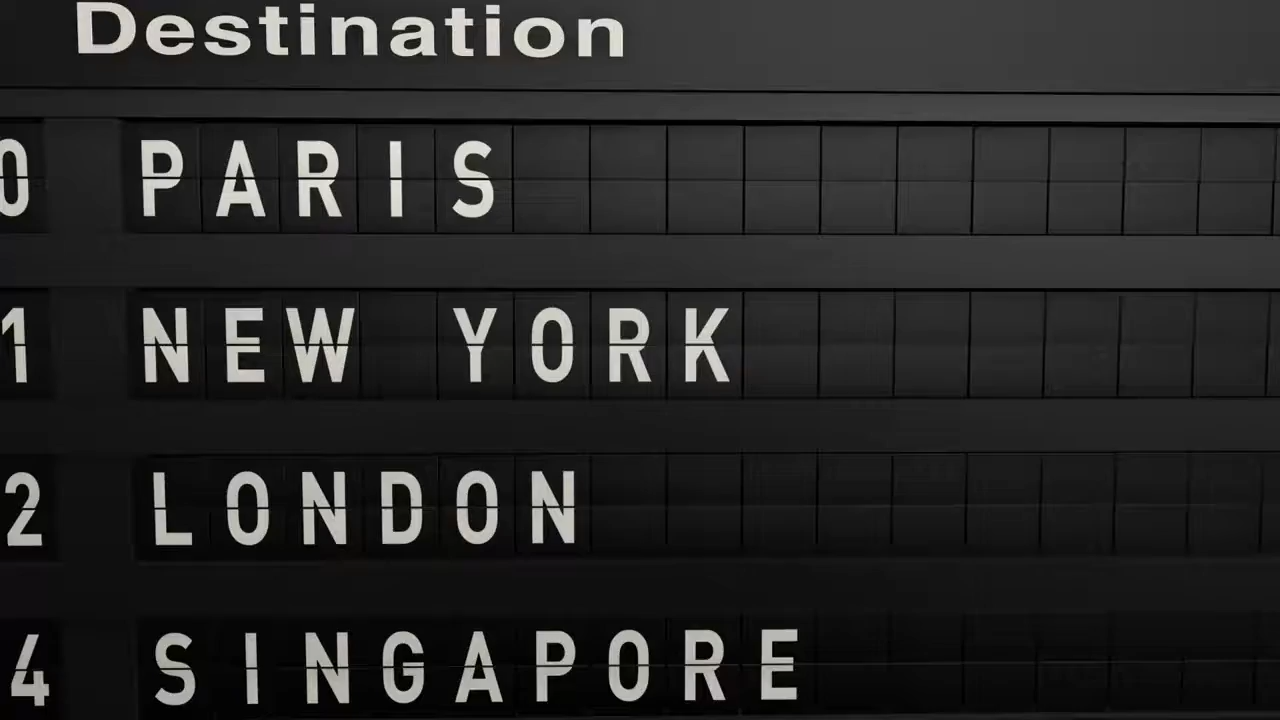 Destination
0 PARIS
1 NEW YORK
2 LONDON
4 SINGAPORE